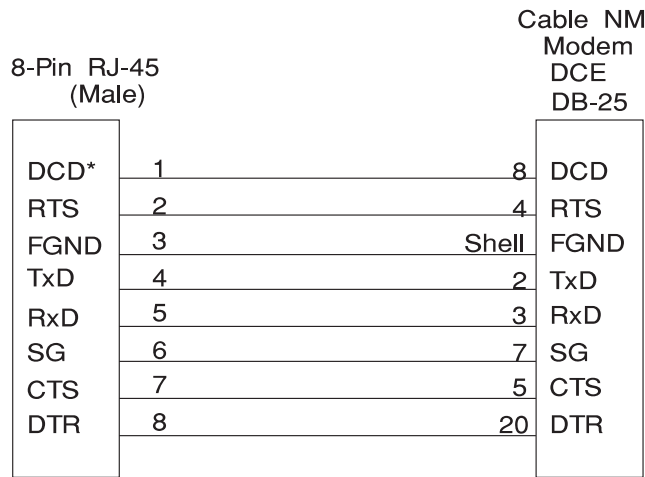 Cable NM
Modem
DCE
DB-25
8-Pin RJ-45
(Male)
DCD* 1 8 DCD
RTS 2 4 RTS
FGND 3 Shell FGND
TxD 4 2 TxD
RxD 5 3 RxD
SG 6 7 SG
CTS 7 5 CTS
DTR 8 20 DTR